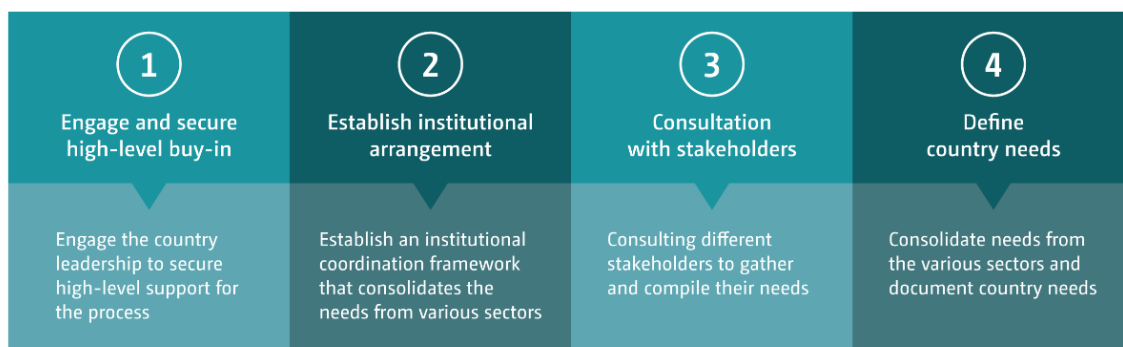 1
Engage and secure
high-level buy-in
Engage the country
leadership to secure
high-level support for
the process
2
Establish institutional
arrangement
Establish an institutional
coordination framework
that consolidates the
needs from various sectors
3
Consultation
with stakeholders
Consulting different
stakeholders to gather
and compile their needs
4
Define
country needs
Consolidate needs from
the various sectors and
document country needs